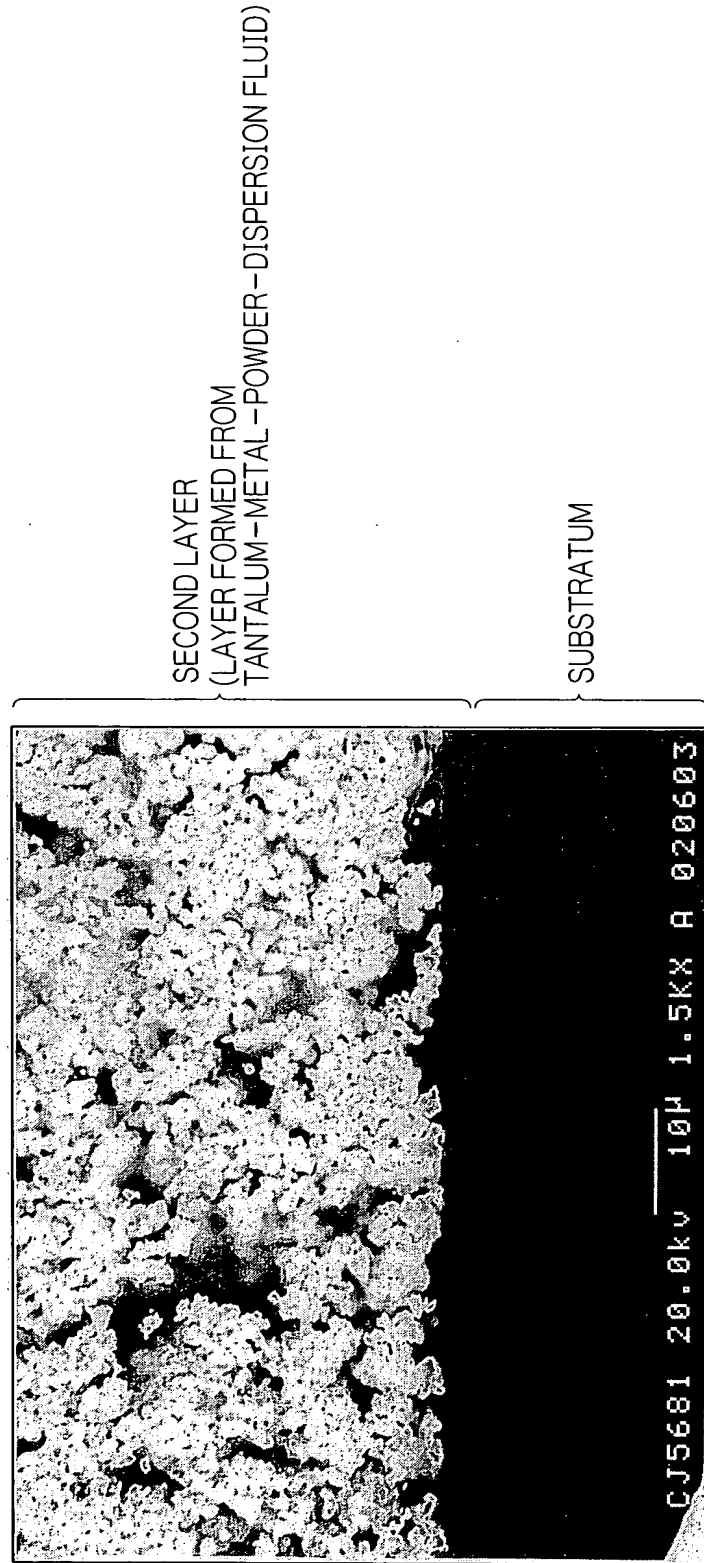 SECOND LAYER
(LAYER FORMED FROM
TANTALUM-METAL-POWDER-DISPERSION FLUID)
SUBSTRATUM
CJ5681 20.0kv 10µ 1.5KX A 020603